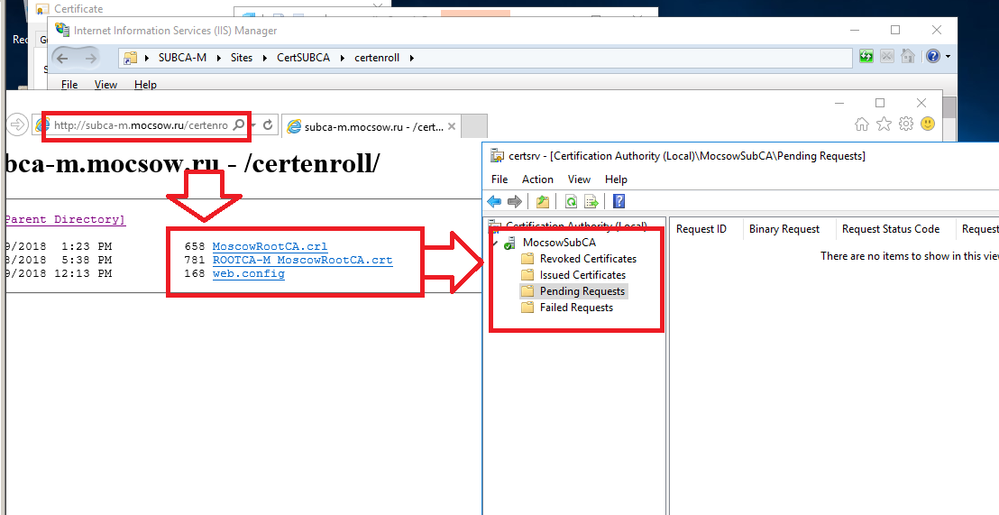 Certificate
Internet Information Services (IIS) Manager
SUBCA-M
Sites
CertSUBCA
certenroll
File View Help
http://subca-m.mocsow.ru/certenro
subca-m.mocsow.ru - /cert...
bca-m.mocsow.ru - /certenroll/
Parent Directory]
9/2018 1:23 PM 658 MoscowRootCA.crl
8/2018 5:38 PM 781 ROOTCA-M_MoscowRootCA.crt
9/2018 12:13 PM 168 web.config
certsrv - [Certification Authority (Local)\MocsowSubCA\Pending Requests]
File Action View Help
Certification Authority (Local)
MocsowSubCA
Revoked Certificates
Issued Certificates
Pending Requests
Failed Requests
Request ID Binary Request Request Status Code Request
There are no items to show in this view